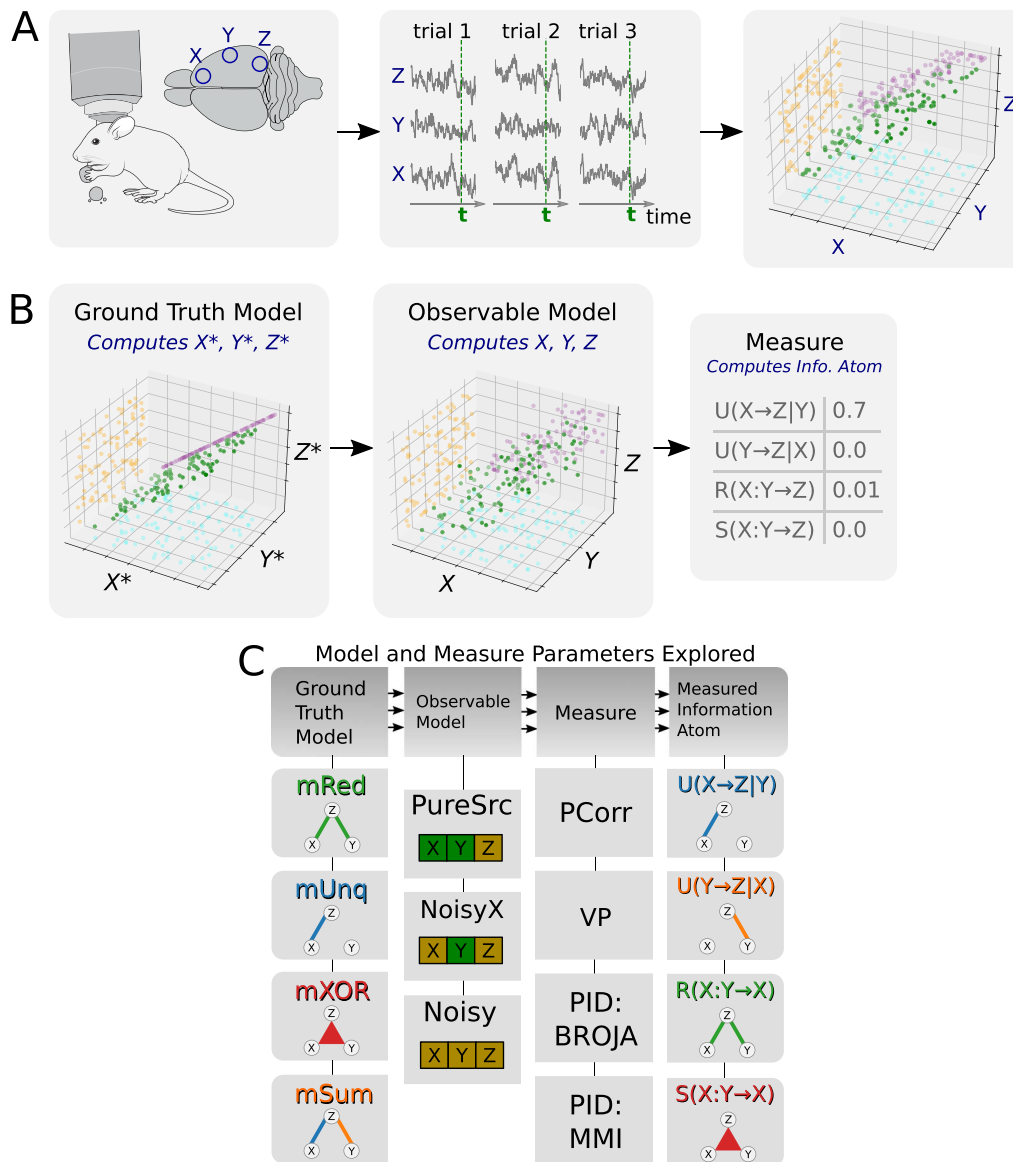 A
X
Y
Z
trial 1
trial 2
trial 3
Z
Y
X
t
t
t
time
X
Y
Z
B
Ground Truth Model
Computes X*, Y*, Z*
X*
Y*
Z*
Observable Model
Computes X, Y, Z
X
Y
Z
Measure
Computes Info. Atom
U(X→Z|Y) 0.7
U(Y→Z|X) 0.0
R(X:Y→Z) 0.01
S(X:Y→Z) 0.0
C
Model and Measure Parameters Explored
Ground
Truth
Model
Observable
Model
Measure
Measured
Information
Atom
mRed
Z
X Y
mUnq
Z
X Y
mXOR
Z
X Y
mSum
Z
X Y
PureSrc
X Y Z
NoisyX
X Y Z
Noisy
X Y Z
PCorr
VP
PID:
BROJA
PID:
MMI
U(X→Z|Y)
Z
X Y
U(Y→Z|X)
Z
X Y
R(X:Y→X)
Z
X Y
S(X:Y→X)
Z
X Y